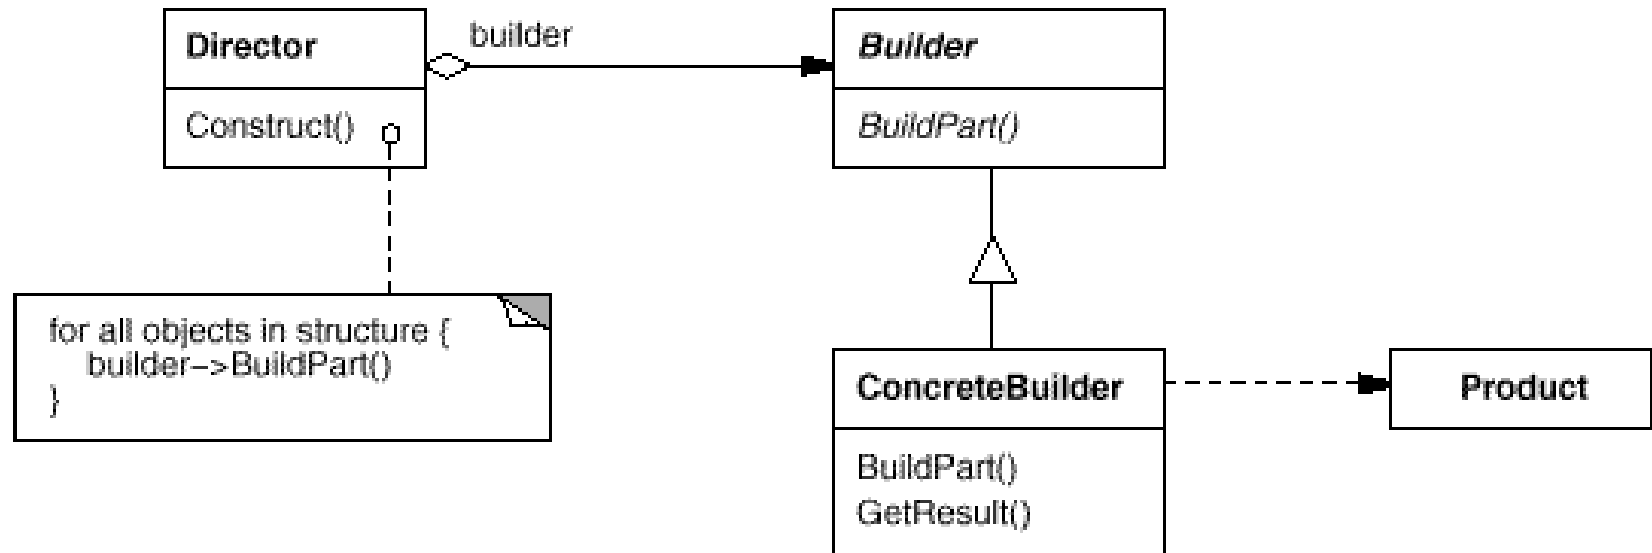 Director
builder
Builder
Construct()
BuildPart()
for all objects in structure {
builder–>BuildPart()
}
ConcreteBuilder
Product
BuildPart()
GetResult()